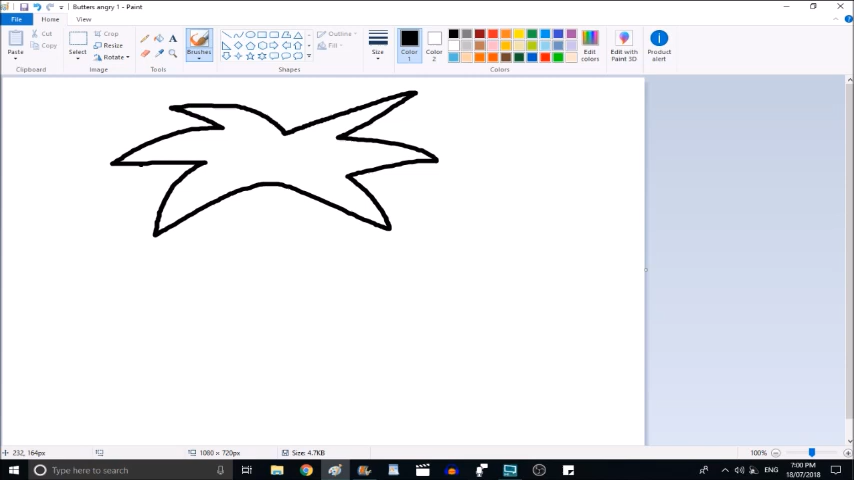 Butters angry 1 - Paint
File Home View
Paste
Cut
Copy
Clipboard
Select
Crop
Resize
Rotate
Image
A
Tools
Brushes
Outline
Fill
Shapes
Size
Color 1
Color 2
Edit colors
Colors
Edit with Paint 3D
Product alert
232, 164px
1080 × 720px
Size: 4.7KB
100%
Type here to search
ENG
7:00 PM
18/07/2018